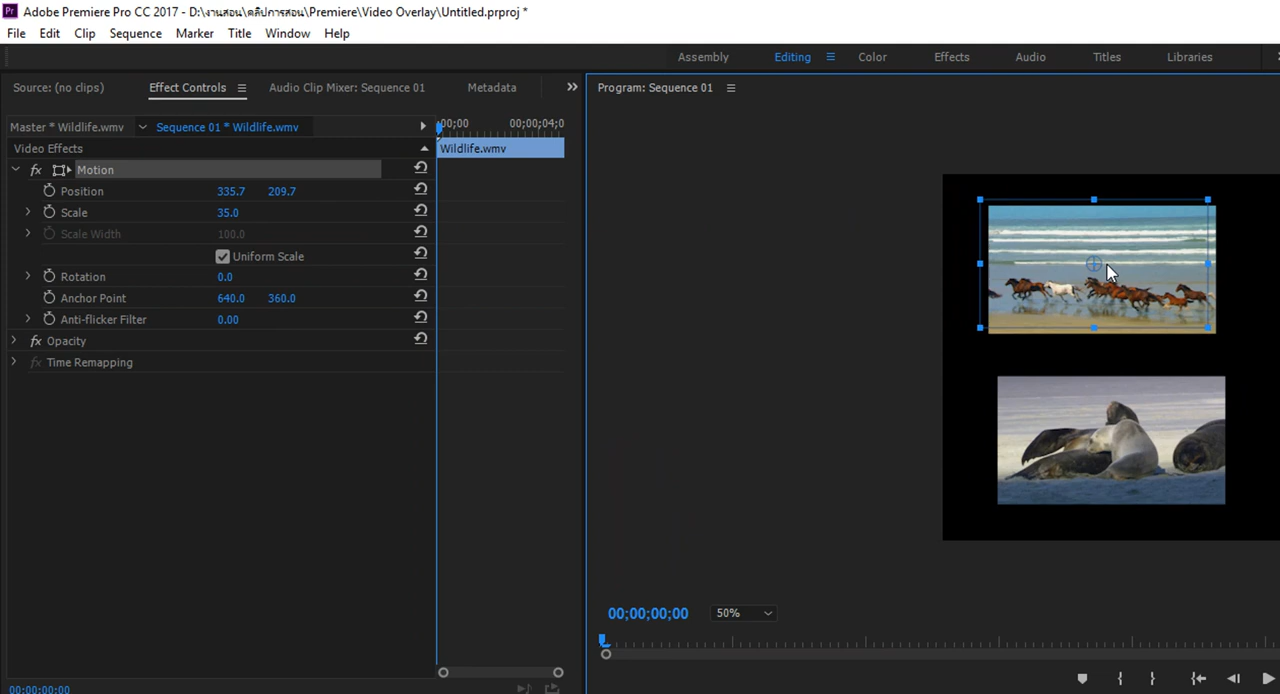 Pr Adobe Premiere Pro CC 2017 - D:\งานสอน\คลิปการสอน\Premiere\Video Overlay\Untitled.prproj *
File Edit Clip Sequence Marker Title Window Help
Assembly Editing Color Effects Audio Titles Libraries
Source: (no clips) Effect Controls Audio Clip Mixer: Sequence 01 Metadata
Program: Sequence 01
Master * Wildlife.wmv Sequence 01 * Wildlife.wmv
;00;00 00;00;04;0
Video Effects
Wildlife.wmv
fx Motion
Position 335.7 209.7
Scale 35.0
Scale Width 100.0
Uniform Scale
Rotation 0.0
Anchor Point 640.0 360.0
Anti-flicker Filter 0.00
fx Opacity
fx Time Remapping
00;00;00;00 50%
00;00;00;00